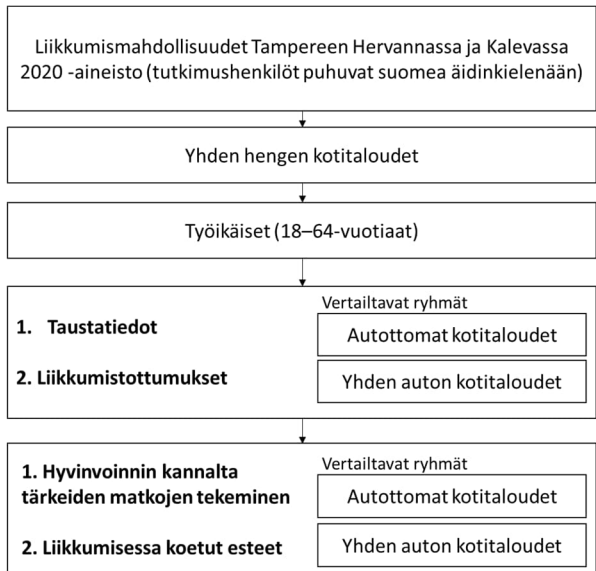 Liikkumismahdollisuudet Tampereen Hervannassa ja Kalevassa
2020 -aineisto (tutkimushenkilöt puhuvat suomea äidinkielenään)
Yhden hengen kotitaloudet
Työikäiset (18–64-vuotiaat)
1. Taustatiedot
2. Liikkumistottumukset
Vertailtavat ryhmät
Autottomat kotitaloudet
Yhden auton kotitaloudet
1. Hyvinvoinnin kannalta
tärkeiden matkojen tekeminen
2. Liikkumisessa koetut esteet
Vertailtavat ryhmät
Autottomat kotitaloudet
Yhden auton kotitaloudet